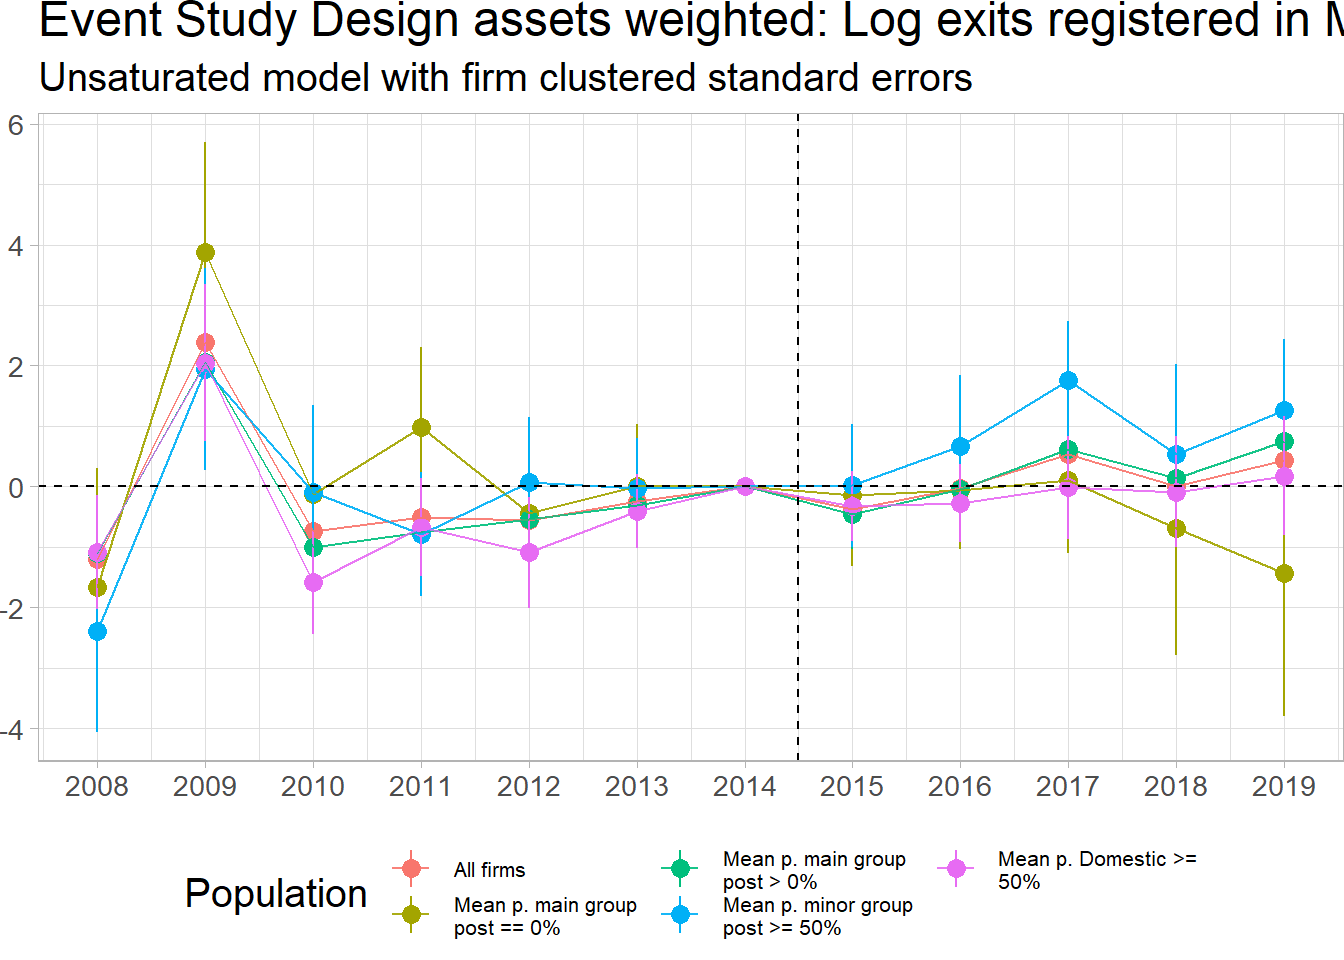 Event Study Design assets weighted: Log exits registered in M
Unsaturated model with firm clustered standard errors
6
4
2
0
-2
-4
2008 2009 2010 2011 2012 2013 2014 2015 2016 2017 2018 2019
Population
All firms
Mean p. main group
post == 0%
Mean p. main group
post > 0%
Mean p. minor group
post >= 50%
Mean p. Domestic >=
50%